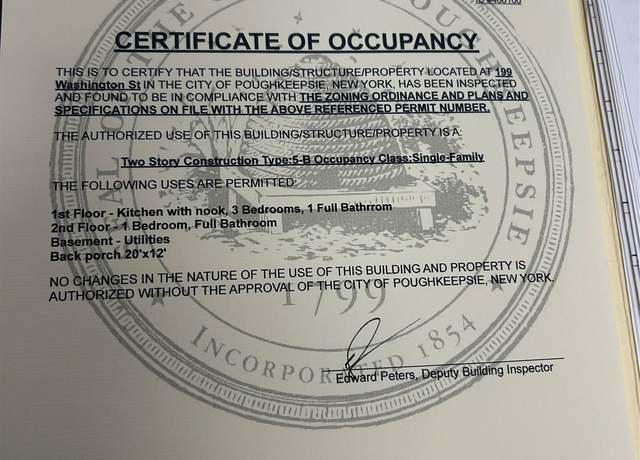 ID #400100
CERTIFICATE OF OCCUPANCY
THIS IS TO CERTIFY THAT THE BUILDING/STRUCTURE/PROPERTY LOCATED AT 199
Washington St IN THE CITY OF POUGHKEEPSIE, NEW YORK, HAS BEEN INSPECTED
AND FOUND TO BE IN COMPLIANCE WITH THE ZONING ORDINANCE AND PLANS AND
SPECIFICATIONS ON FILE WITH THE ABOVE REFERENCED PERMIT NUMBER.
THE AUTHORIZED USE OF THIS BUILDING/STRUCTURE/PROPERTY IS A:
Two Story Construction Type:5-B Occupancy Class:Single-Family
THE FOLLOWING USES ARE PERMITTED:
1st Floor - Kitchen with nook, 3 Bedrooms, 1 Full Bathrrom
2nd Floor - 1 Bedroom, Full Bathroom
Basement - Utilities
Back porch 20'x12'
NO CHANGES IN THE NATURE OF THE USE OF THIS BUILDING AND PROPERTY IS
AUTHORIZED WITHOUT THE APPROVAL OF THE CITY OF POUGHKEEPSIE, NEW YORK.
1799
INCORPORATED 1854
Edward Peters, Deputy Building Inspector